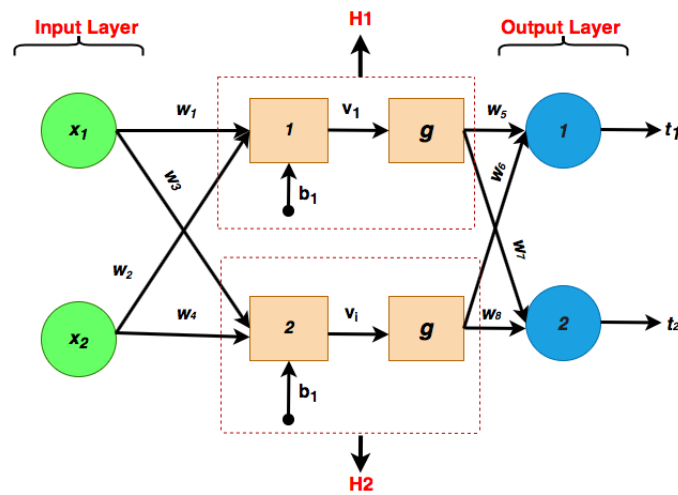 H1
Input Layer
Output Layer
x₁
w₁
1
v₁
g
w₅
1
t₁
w₃
w₆
b₁
w₂
w₇
w₄
x₂
2
vᵢ
g
w₈
2
t₂
b₁
H2